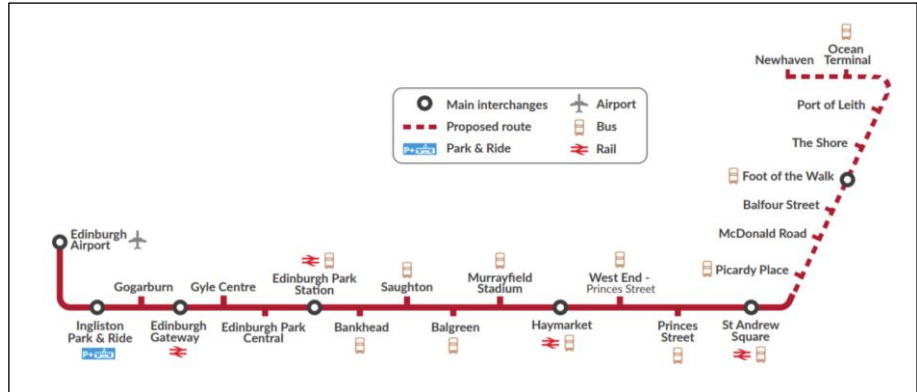 Ocean
Terminal
Newhaven
Main interchanges
Airport
Proposed route
Bus
P+
Park & Ride
Rail
Port of Leith
The Shore
Foot of the Walk
Balfour Street
McDonald Road
Picardy Place
Edinburgh
Airport
Gogarburn
Gyle Centre
Edinburgh Park
Station
Saughton
Murrayfield
Stadium
West End -
Princes Street
Ingliston
Park & Ride
P+
Edinburgh
Gateway
Edinburgh Park
Central
Bankhead
Balgreen
Haymarket
Princes
Street
St Andrew
Square